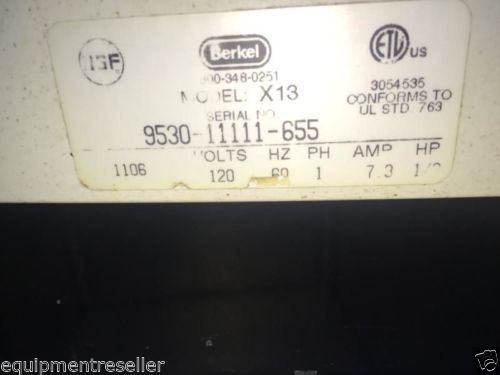 NSF
Berkel
ETL US
800-348-0251
MODEL: X13
3054535
CONFORMS TO
UL STD 763
SERIAL NO.
9530-11111-655
VOLTS HZ PH AMP HP
1106 120 60 1 7.3
equipmentreseller